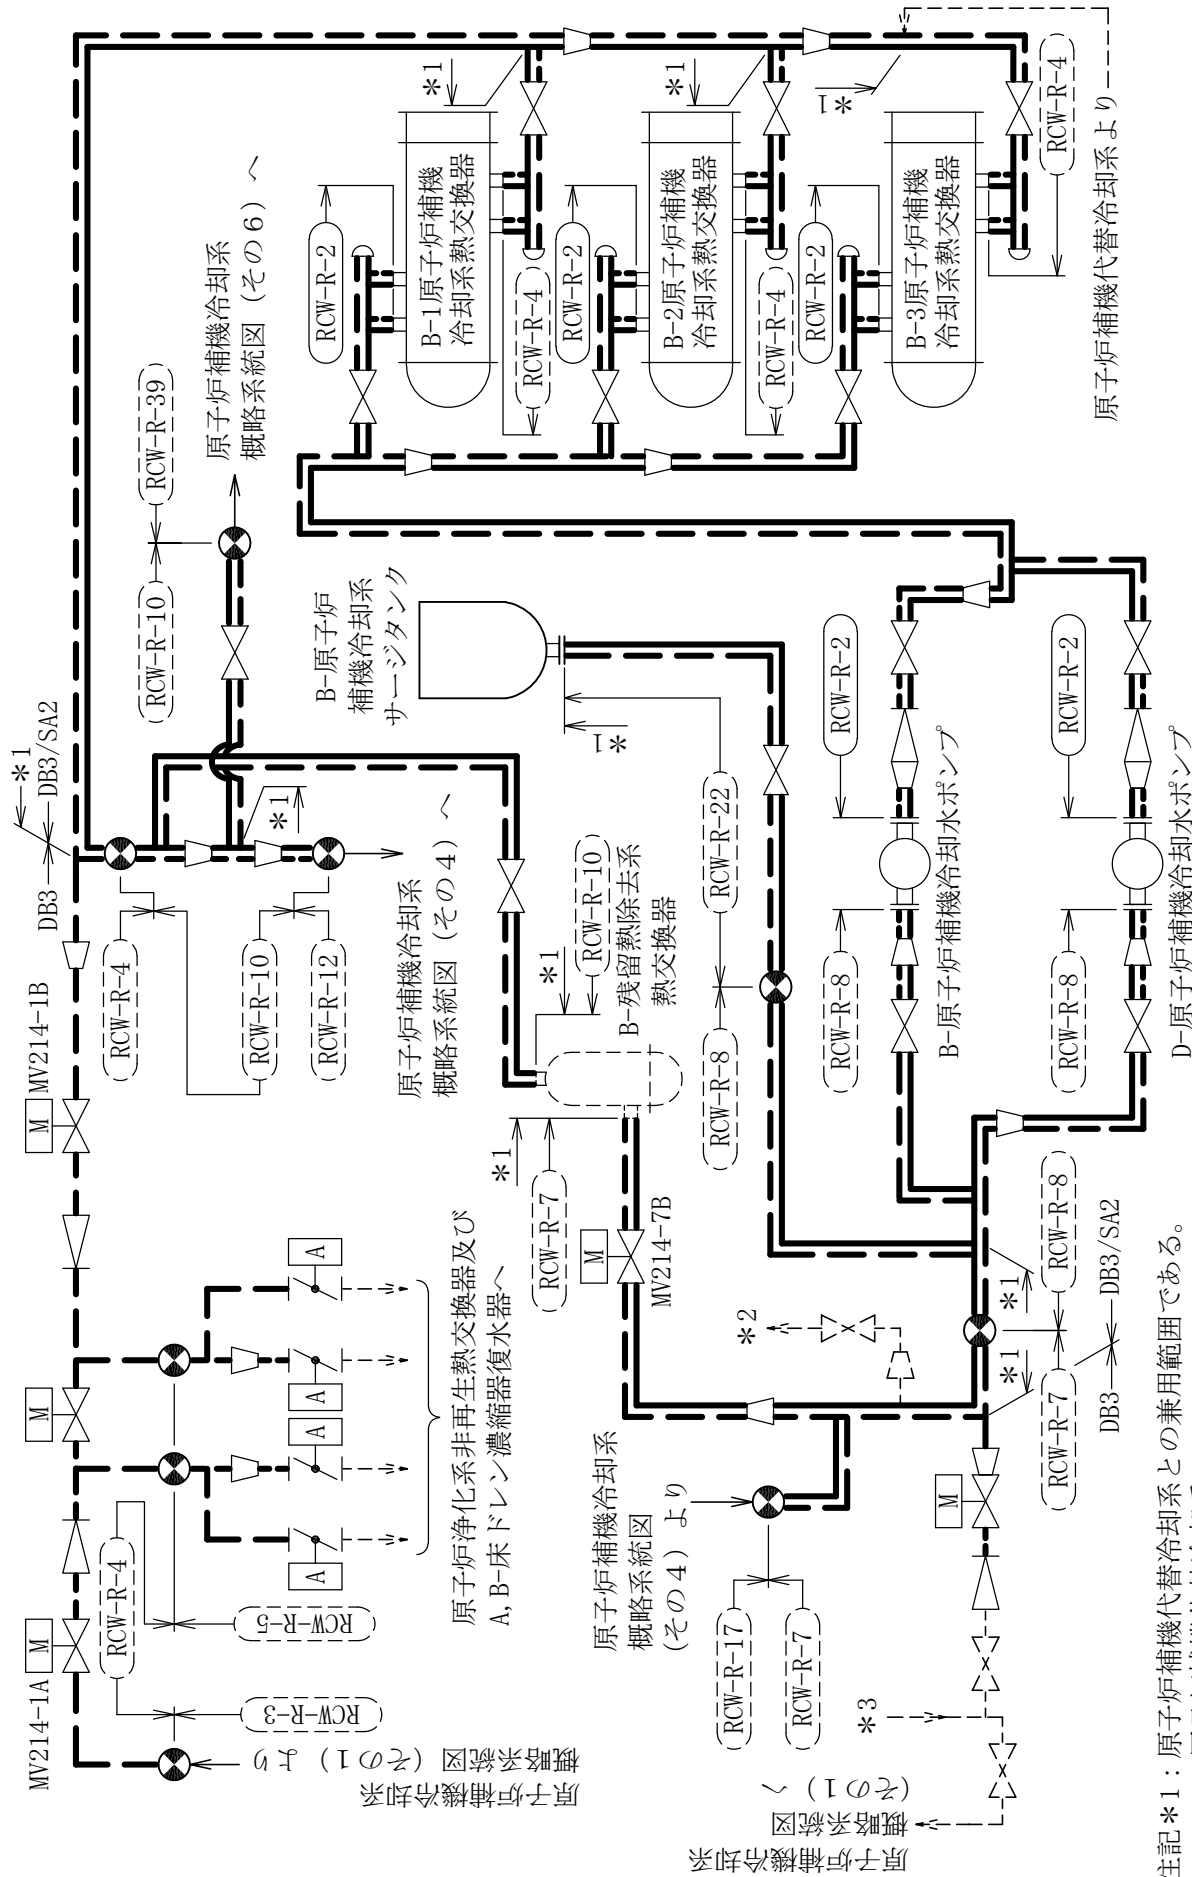 MV214-1A
M
RCW-R-4
RCW-R-3
RCW-R-5
原子炉補機冷却系
概略系統図（その1）より
M
A
A
A
A
原子炉浄化系非再生熱交換器及び
A,B-床ドレン濃縮器復水器へ
M
MV214-1B
DB3
DB3/SA2
*1
RCW-R-4
RCW-R-10
RCW-R-12
*1
原子炉補機冷却系
概略系統図（その4）へ
RCW-R-10
RCW-R-39
原子炉補機冷却系
概略系統図（その6）へ
RCW-R-2
B-1原子炉補機
冷却系熱交換器
*1
RCW-R-4
RCW-R-2
B-2原子炉補機
冷却系熱交換器
*1
RCW-R-4
RCW-R-2
B-3原子炉補機
冷却系熱交換器
*1
RCW-R-4
原子炉補機代替冷却系より
B-原子炉
補機冷却系
サージタンク
*1
RCW-R-22
RCW-R-8
*1
RCW-R-10
B-残留熱除去系
熱交換器
*1
RCW-R-7
M
MV214-7B
*2
原子炉補機冷却系
概略系統図
（その4）より
RCW-R-17
RCW-R-7
RCW-R-8
B-原子炉補機冷却水ポンプ
RCW-R-2
RCW-R-8
D-原子炉補機冷却水ポンプ
RCW-R-2
*1
RCW-R-8
*1
RCW-R-7
DB3
DB3/SA2
M
*3
原子炉補機冷却系
概略系統図
（その1）へ
注記*1：原子炉補機代替冷却系との兼用範囲である。